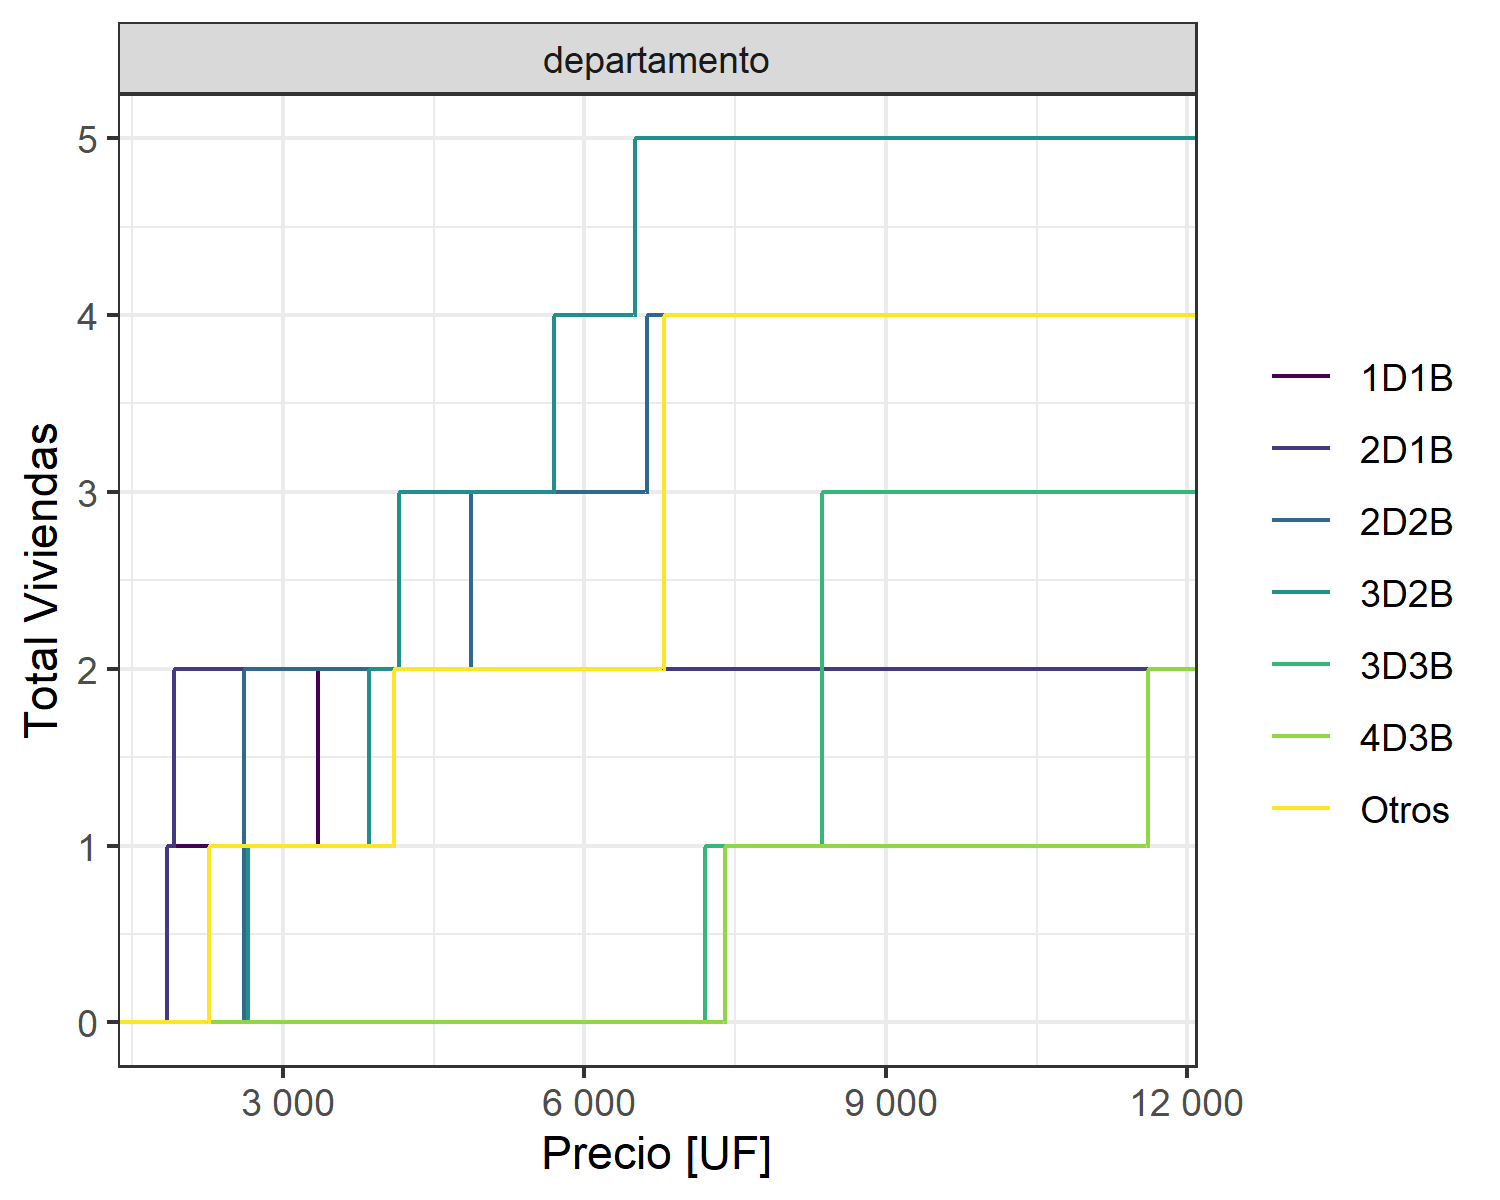 departamento
5
4
3
2
1
0
Total Viviendas
3 000
6 000
9 000
12 000
Precio [UF]
1D1B
2D1B
2D2B
3D2B
3D3B
4D3B
Otros